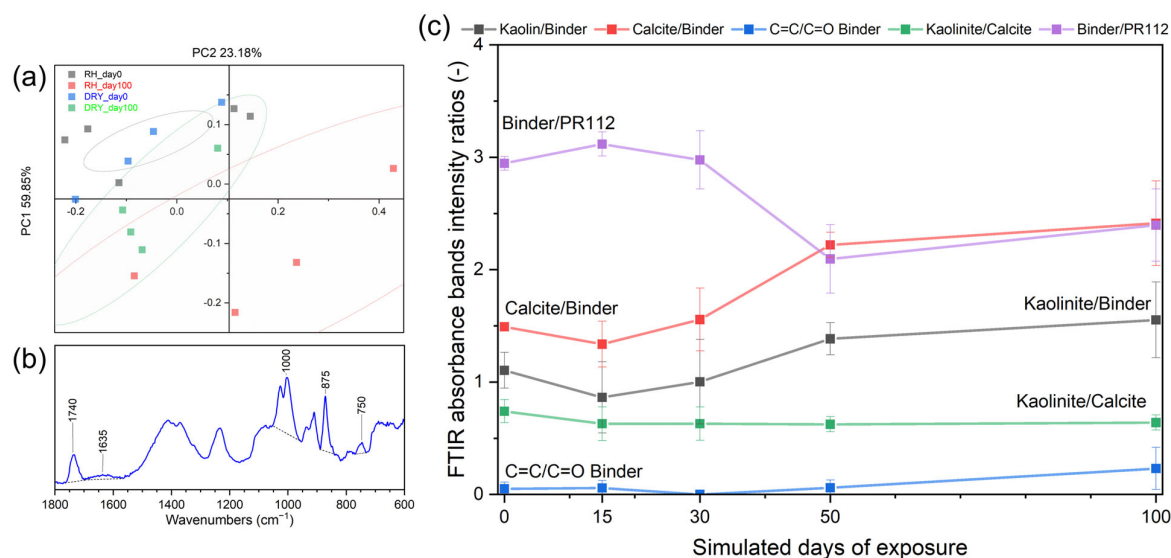 (a)
PC2 23.18%
RH_day0
RH_day100
DRY_day0
DRY_day100
PC1 59.85%
0.1
0.0
-0.1
-0.2
-0.2
0.0
0.2
0.4
(b)
1740
1635
1000
875
750
1800
1600
1400
1200
1000
800
600
Wavenumbers (cm⁻¹)
(c)
Kaolin/Binder
Calcite/Binder
C=C/C=O Binder
Kaolinite/Calcite
Binder/PR112
FTIR absorbance bands intensity ratios (-)
4
3
2
1
0
Binder/PR112
Calcite/Binder
Kaolinite/Binder
Kaolinite/Calcite
C=C/C=O Binder
0
15
30
50
100
Simulated days of exposure